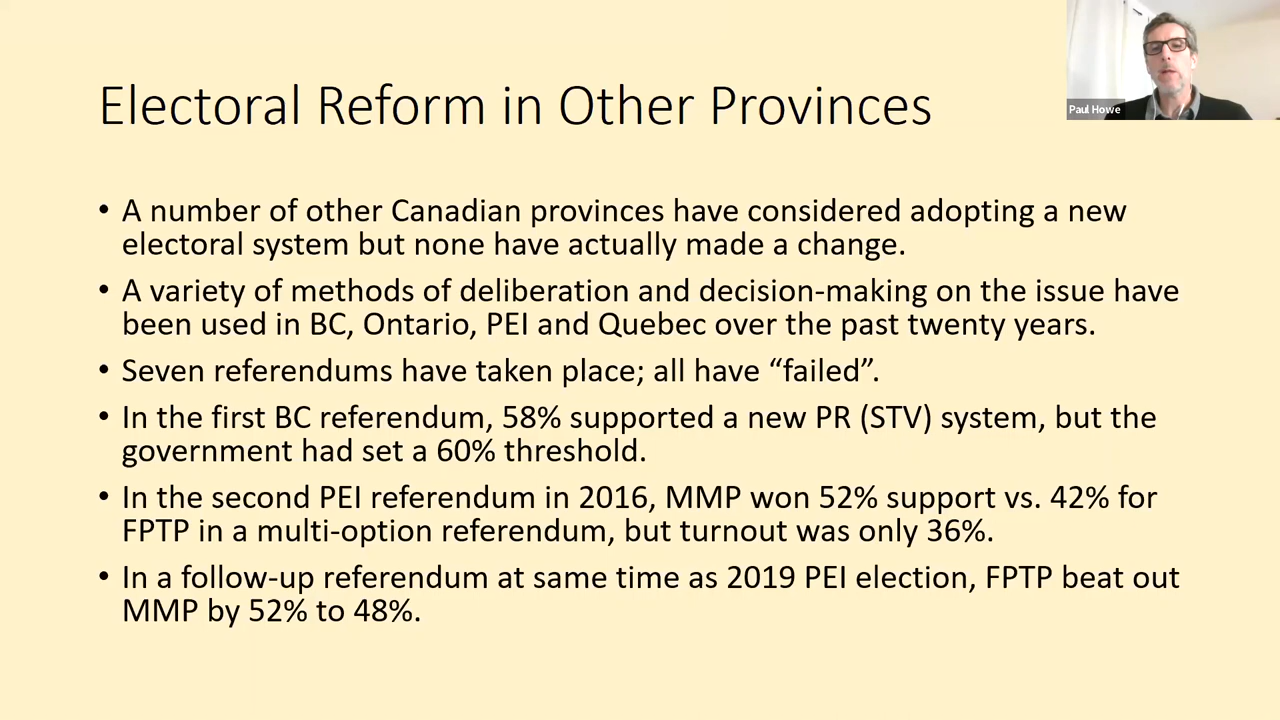 Paul Howe
Electoral Reform in Other Provinces
• A number of other Canadian provinces have considered adopting a new
electoral system but none have actually made a change.
• A variety of methods of deliberation and decision-making on the issue have
been used in BC, Ontario, PEI and Quebec over the past twenty years.
• Seven referendums have taken place; all have “failed”.
• In the first BC referendum, 58% supported a new PR (STV) system, but the
government had set a 60% threshold.
• In the second PEI referendum in 2016, MMP won 52% support vs. 42% for
FPTP in a multi-option referendum, but turnout was only 36%.
• In a follow-up referendum at same time as 2019 PEI election, FPTP beat out
MMP by 52% to 48%.